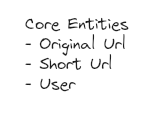 Core Entities
- Original Url
- Short Url
- User